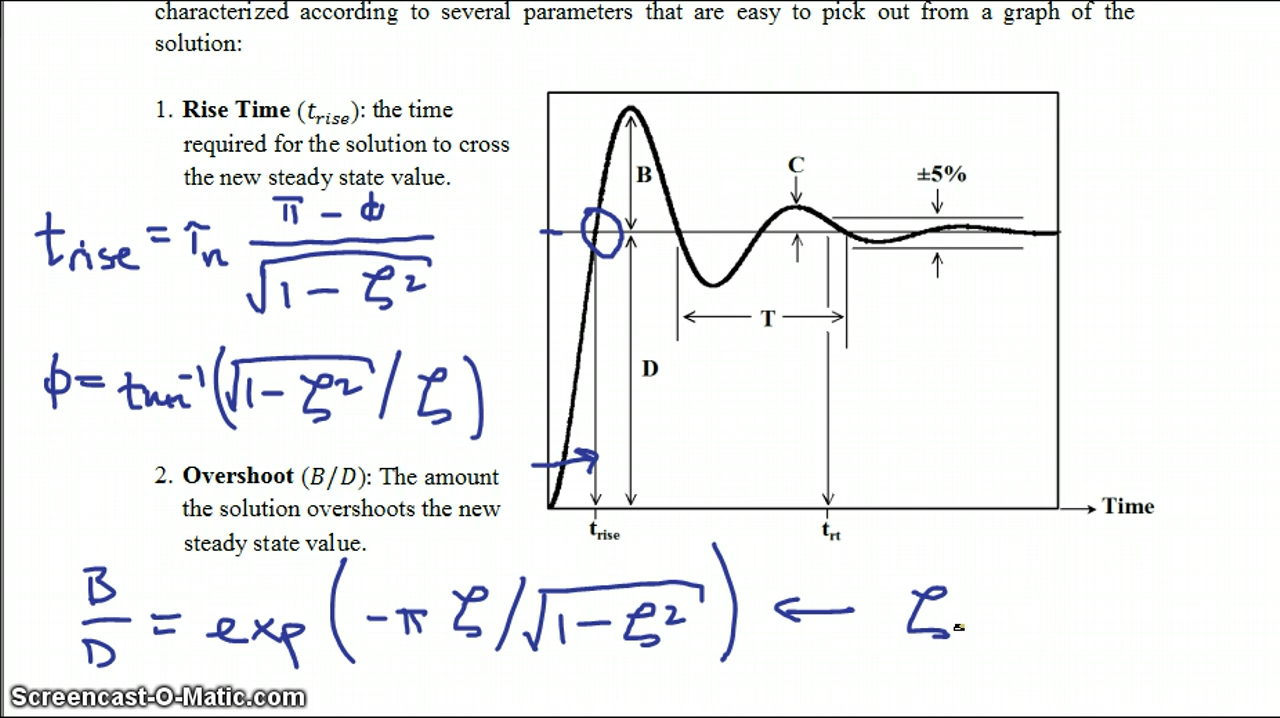 characterized according to several parameters that are easy to pick out from a graph of the
solution:
1. Rise Time (t_rise): the time
required for the solution to cross
the new steady state value.
t_rise = τ_n (π − ϕ) / √(1 − ζ²)
ϕ = tan⁻¹(√(1 − ζ²) / ζ)
2. Overshoot (B/D): The amount
the solution overshoots the new
steady state value.
B/D = exp(−π ζ/√(1 − ζ²)) ← ζ
B
C
±5%
T
D
Time
t_rise
t_rt
Screencast-O-Matic.com